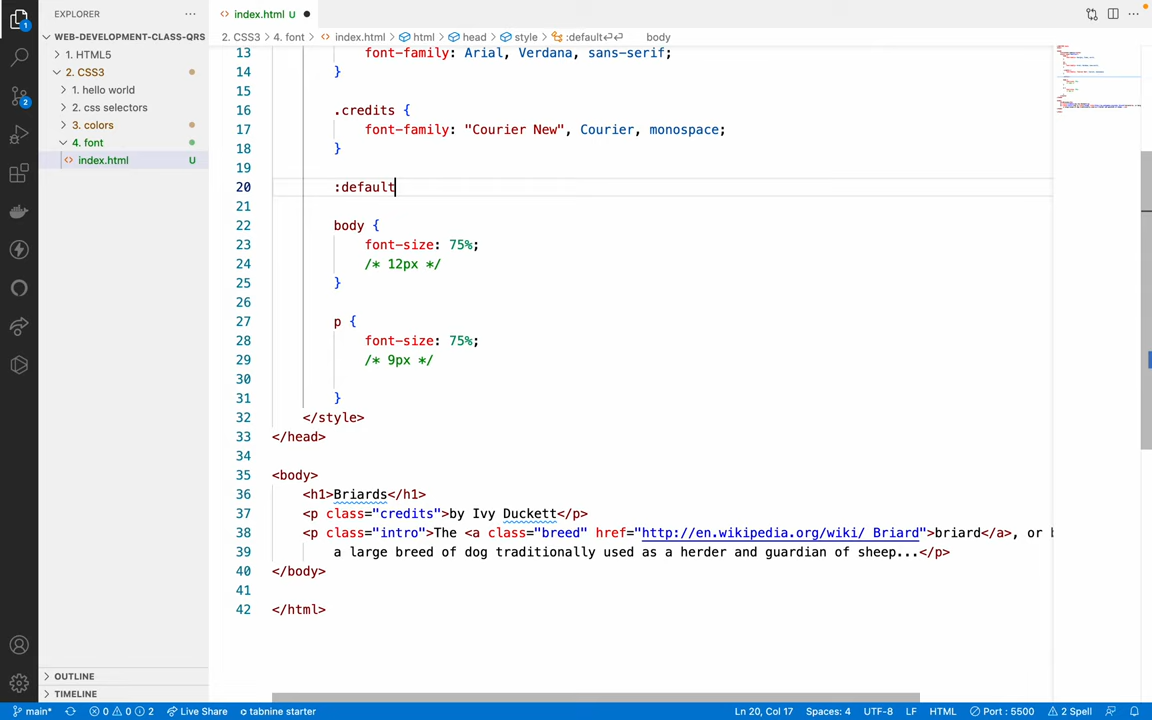 EXPLORER
index.html U
WEB-DEVELOPMENT-CLASS-QRS
2. CSS3 > 4. font > index.html > html > head > style > :default↵↵ body
1. HTML5
2. CSS3
1. hello world
2. css selectors
3. colors
4. font
index.html U
1
2
13 font-family: Arial, Verdana, sans-serif;
14 }
15
16 .credits {
17 font-family: "Courier New", Courier, monospace;
18 }
19
20 :default
21
22 body {
23 font-size: 75%;
24 /* 12px */
25 }
26
27 p {
28 font-size: 75%;
29 /* 9px */
30
31 }
32 </style>
33 </head>
34
35 <body>
36 <h1>Briards</h1>
37 <p class="credits">by Ivy Duckett</p>
38 <p class="intro">The <a class="breed" href="http://en.wikipedia.org/wiki/ Briard">briard</a>, or b
39 a large breed of dog traditionally used as a herder and guardian of sheep...</p>
40 </body>
41
42 </html>
OUTLINE
TIMELINE
main* 0 0 2 Live Share tabnine starter Ln 20, Col 17 Spaces: 4 UTF-8 LF HTML Port : 5500 2 Spell